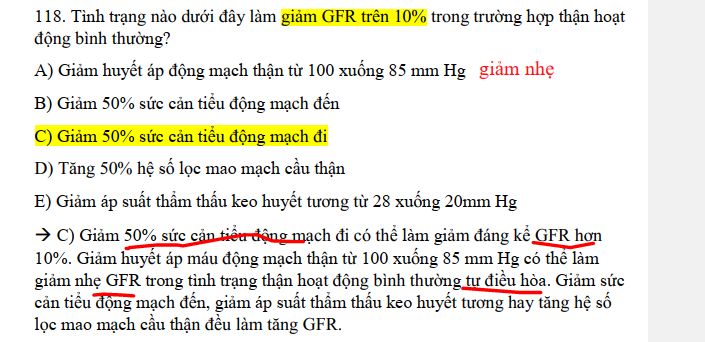 118. Tình trạng nào dưới đây làm giảm GFR trên 10% trong trường hợp thận hoạt
động bình thường?
A) Giảm huyết áp động mạch thận từ 100 xuống 85 mm Hg giảm nhẹ
B) Giảm 50% sức cản tiểu động mạch đến
C) Giảm 50% sức cản tiểu động mạch đi
D) Tăng 50% hệ số lọc mao mạch cầu thận
E) Giảm áp suất thẩm thấu keo huyết tương từ 28 xuống 20mm Hg
→ C) Giảm 50% sức cản tiểu động mạch đi có thể làm giảm đáng kể GFR hơn
10%. Giảm huyết áp máu động mạch thận từ 100 xuống 85 mm Hg có thể làm
giảm nhẹ GFR trong tình trạng thận hoạt động bình thường tự điều hòa. Giảm sức
cản tiểu động mạch đến, giảm áp suất thẩm thấu keo huyết tương hay tăng hệ số
lọc mao mạch cầu thận đều làm tăng GFR.